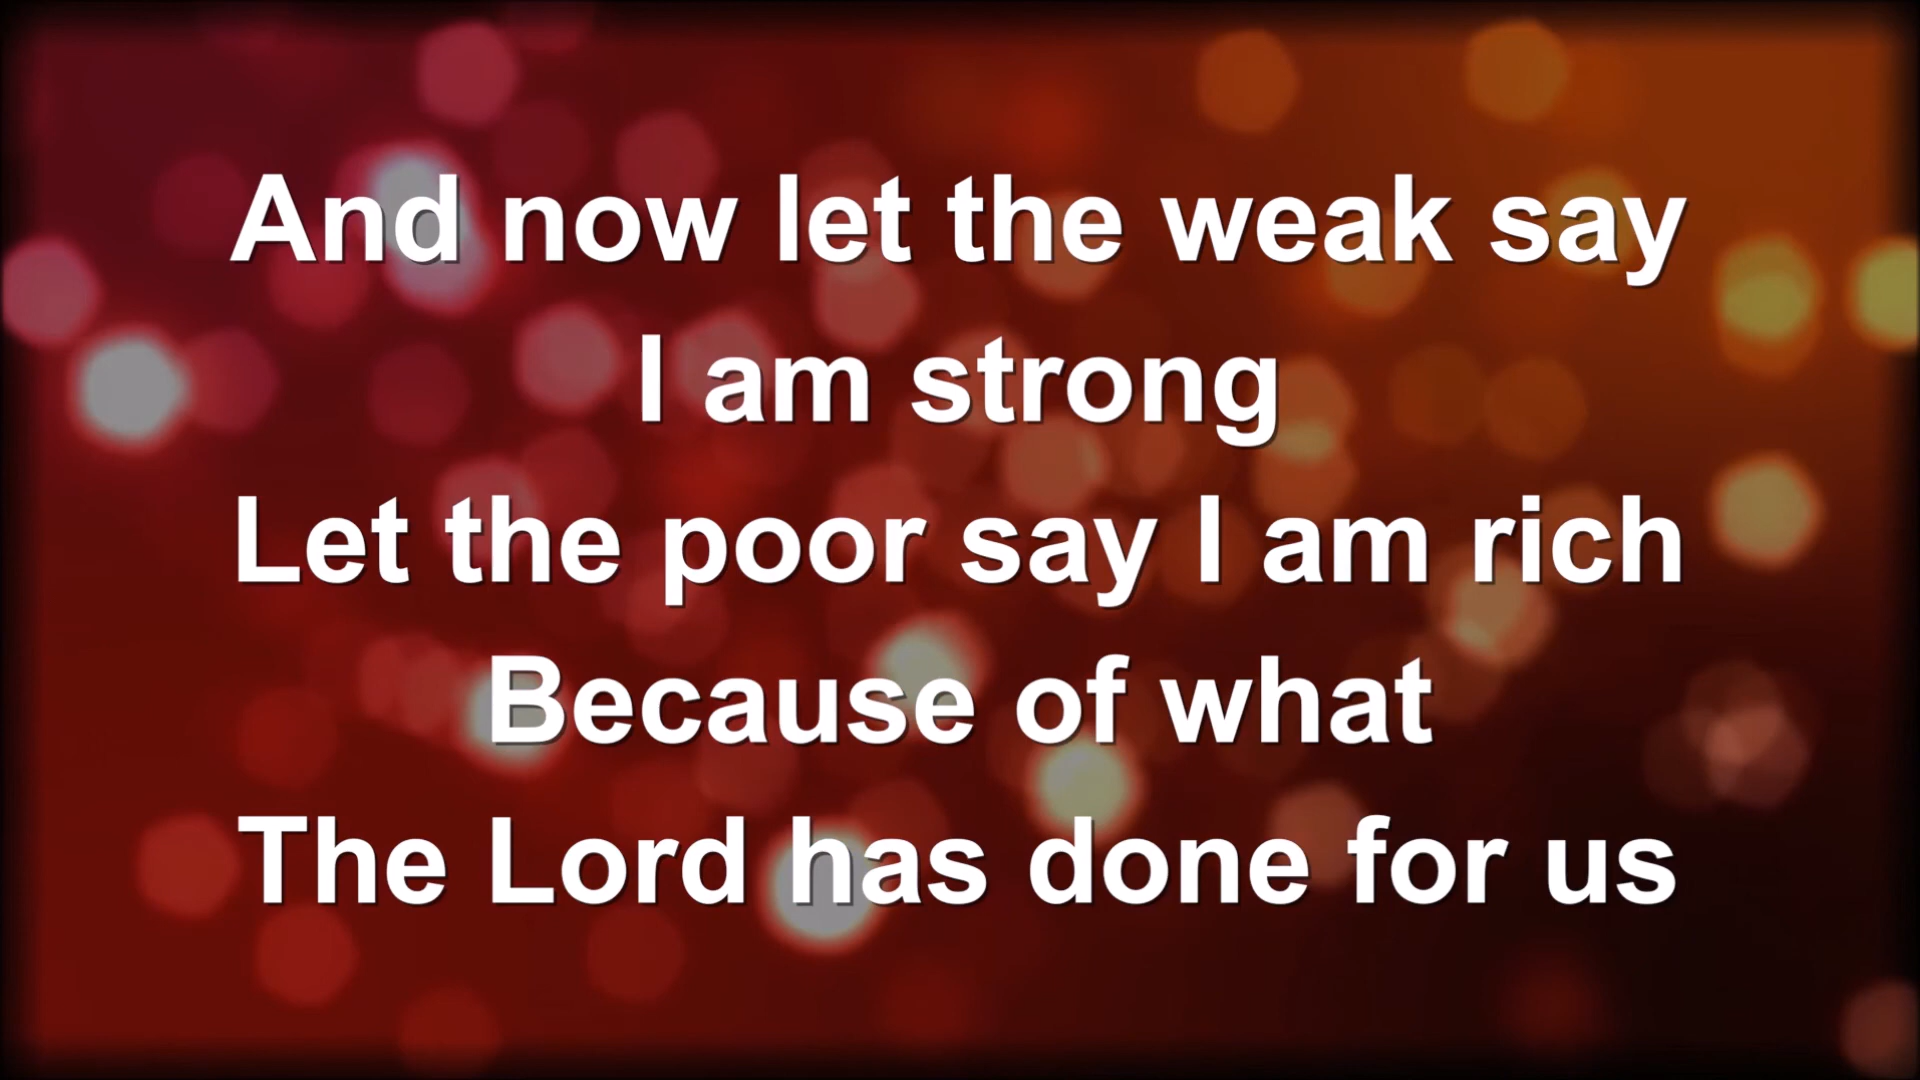 And now let the weak say
I am strong
Let the poor say I am rich
Because of what
The Lord has done for us